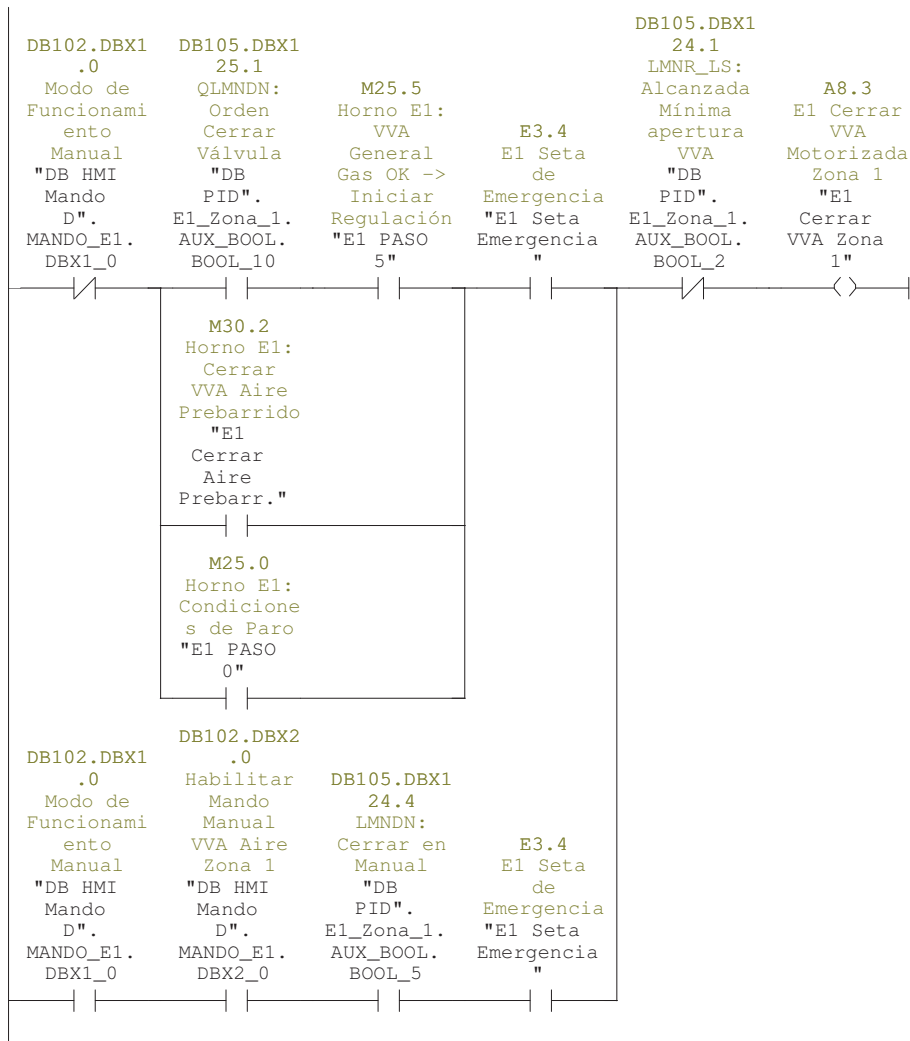 DB102.DBX1
.0
Modo de
Funcionami
ento
Manual
"DB HMI
Mando
D".
MANDO_E1.
DBX1_0
DB105.DBX1
25.1
QLMNDN:
Orden
Cerrar
Válvula
"DB
PID".
E1_Zona_1.
AUX_BOOL.
BOOL_10
M25.5
Horno E1:
VVA
General
Gas OK ->
Iniciar
Regulación
"E1 PASO
5"
E3.4
E1 Seta
de
Emergencia
"E1 Seta
Emergencia
"
DB105.DBX1
24.1
LMNR_LS:
Alcanzada
Mínima
apertura
VVA
"DB
PID".
E1_Zona_1.
AUX_BOOL.
BOOL_2
A8.3
E1 Cerrar
VVA
Motorizada
Zona 1
"E1
Cerrar
VVA Zona
1"
M30.2
Horno E1:
Cerrar
VVA Aire
Prebarrido
"E1
Cerrar
Aire
Prebarr."
M25.0
Horno E1:
Condicione
s de Paro
"E1 PASO
0"
DB102.DBX1
.0
Modo de
Funcionami
ento
Manual
"DB HMI
Mando
D".
MANDO_E1.
DBX1_0
DB102.DBX2
.0
Habilitar
Mando
Manual
VVA Aire
Zona 1
"DB HMI
Mando
D".
MANDO_E1.
DBX2_0
DB105.DBX1
24.4
LMNDN:
Cerrar en
Manual
"DB
PID".
E1_Zona_1.
AUX_BOOL.
BOOL_5
E3.4
E1 Seta
de
Emergencia
"E1 Seta
Emergencia
"